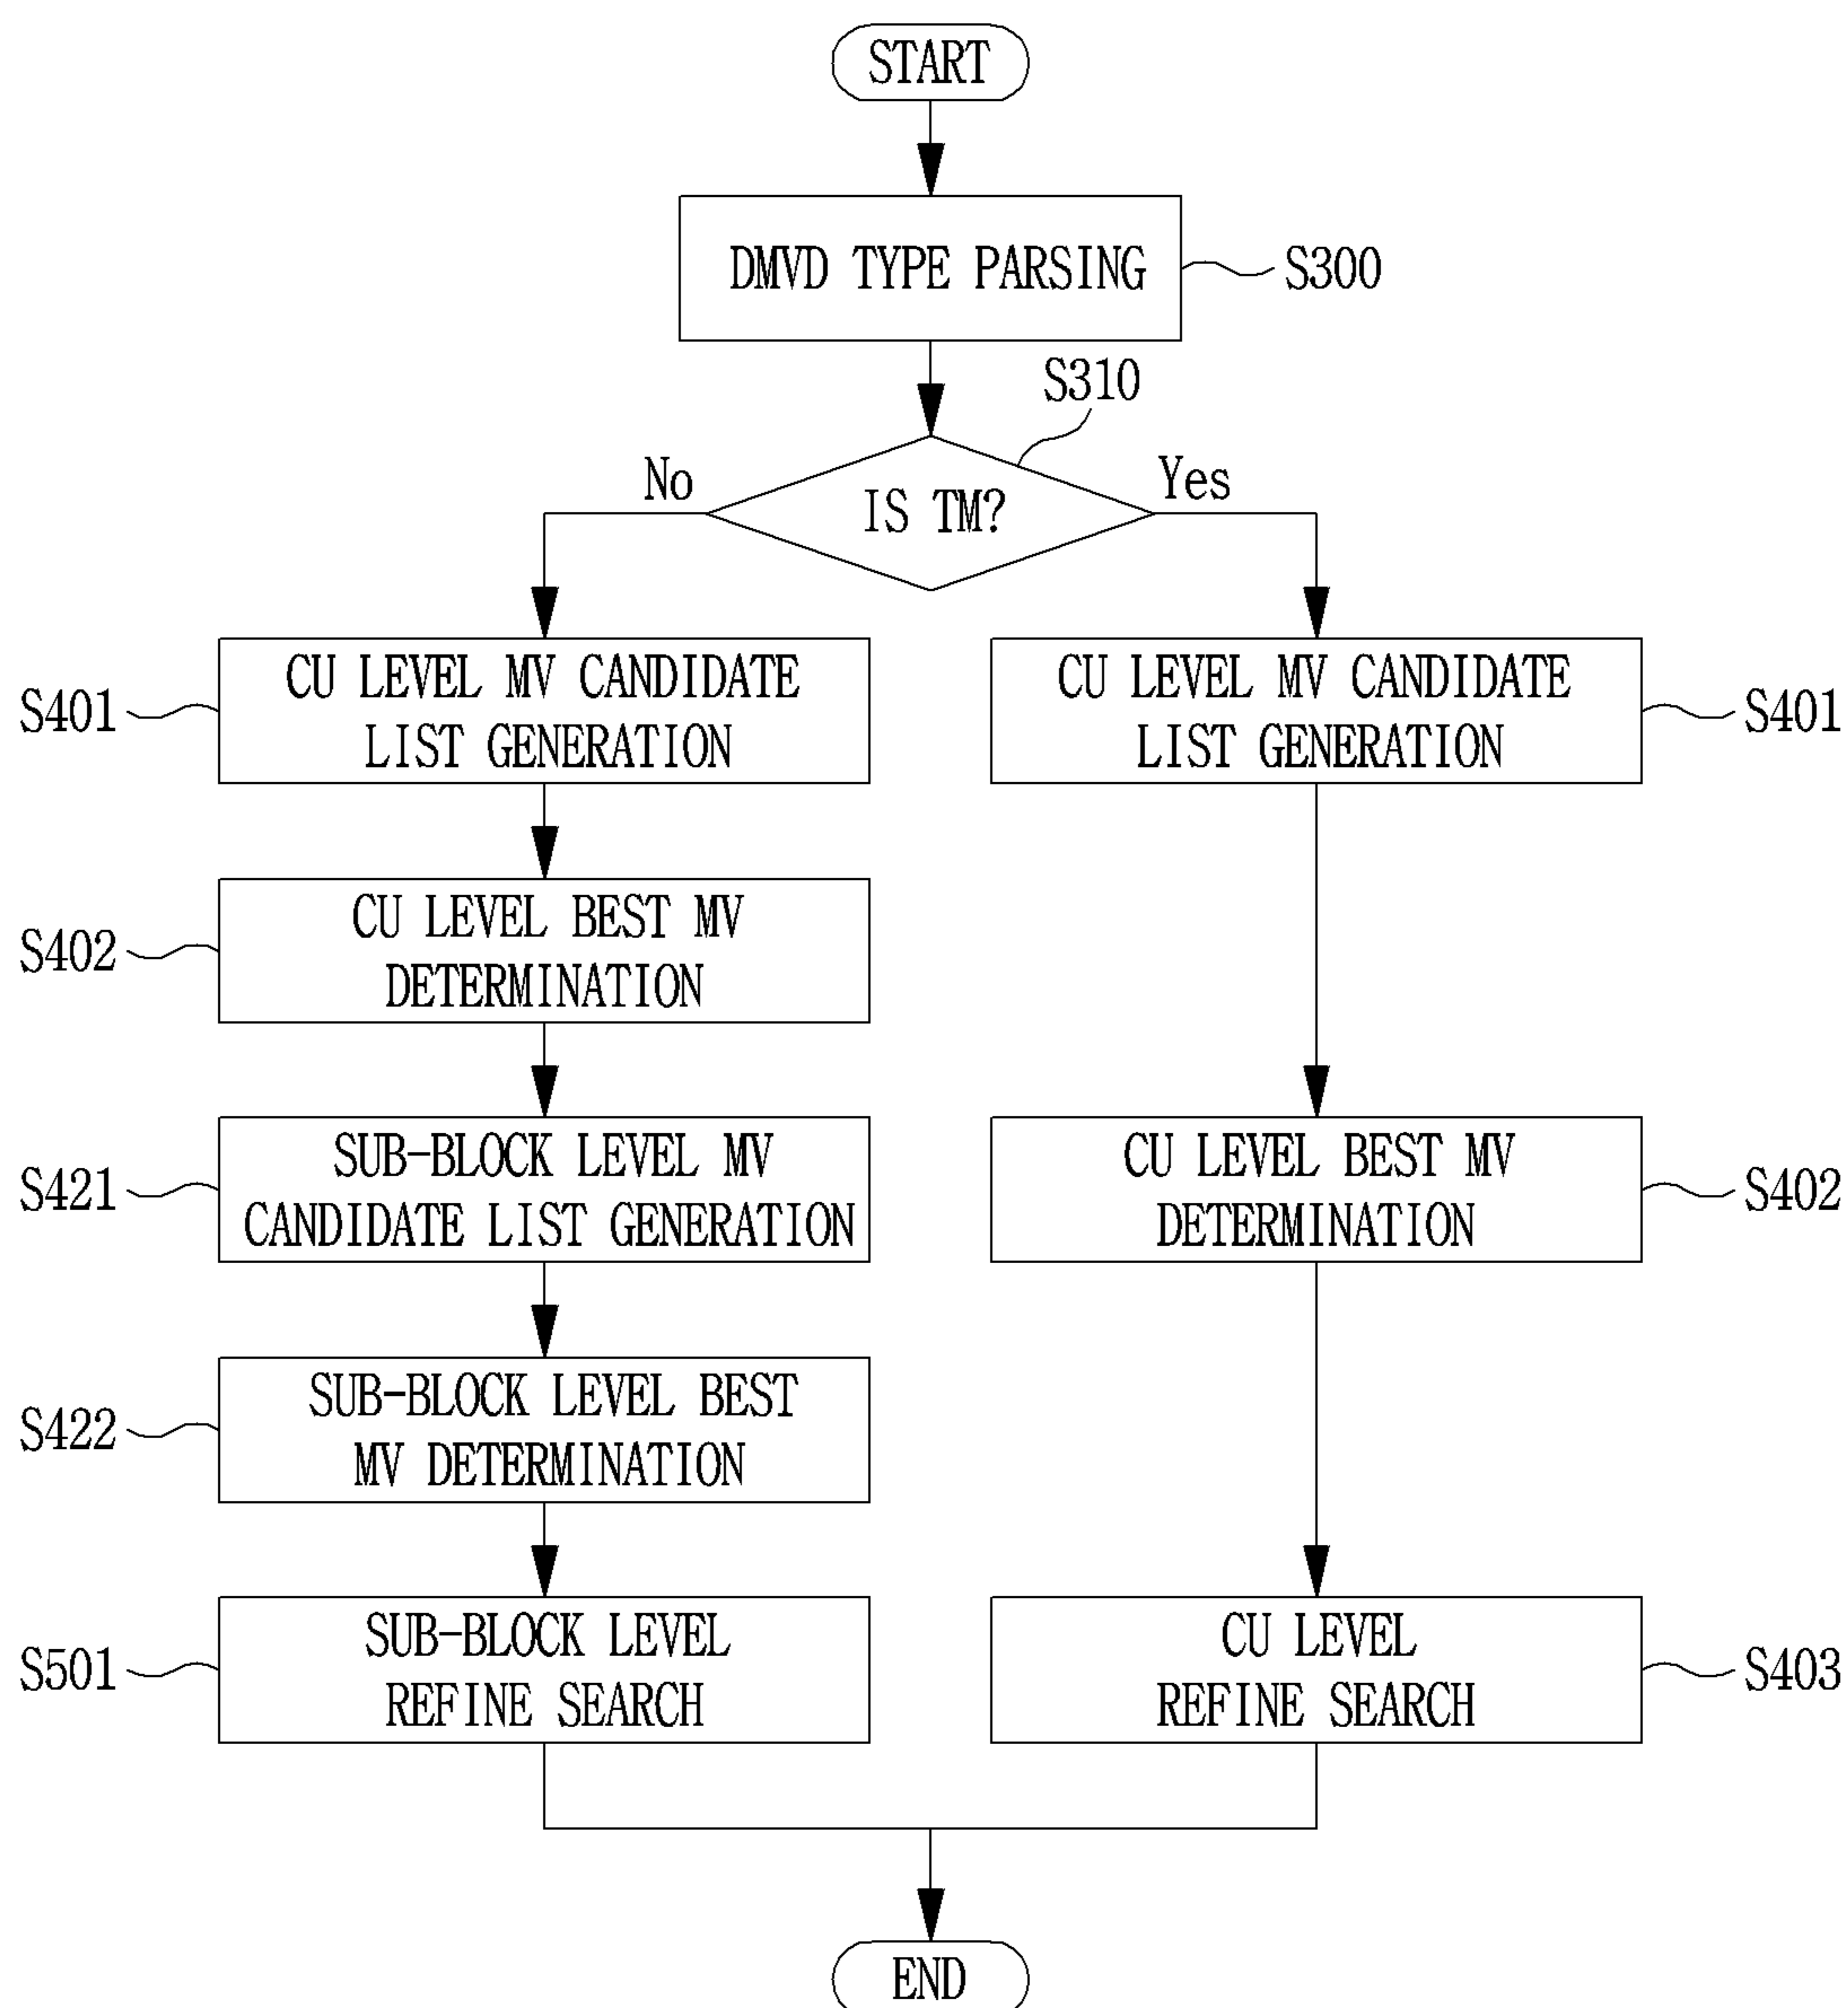 START
DMVD TYPE PARSING
S300
S310
No
Yes
IS TM?
S401
CU LEVEL MV CANDIDATE
LIST GENERATION
CU LEVEL MV CANDIDATE
LIST GENERATION
S401
S402
CU LEVEL BEST MV
DETERMINATION
S421
SUB-BLOCK LEVEL MV
CANDIDATE LIST GENERATION
CU LEVEL BEST MV
DETERMINATION
S402
S422
SUB-BLOCK LEVEL BEST
MV DETERMINATION
S501
SUB-BLOCK LEVEL
REFINE SEARCH
CU LEVEL
REFINE SEARCH
S403
END